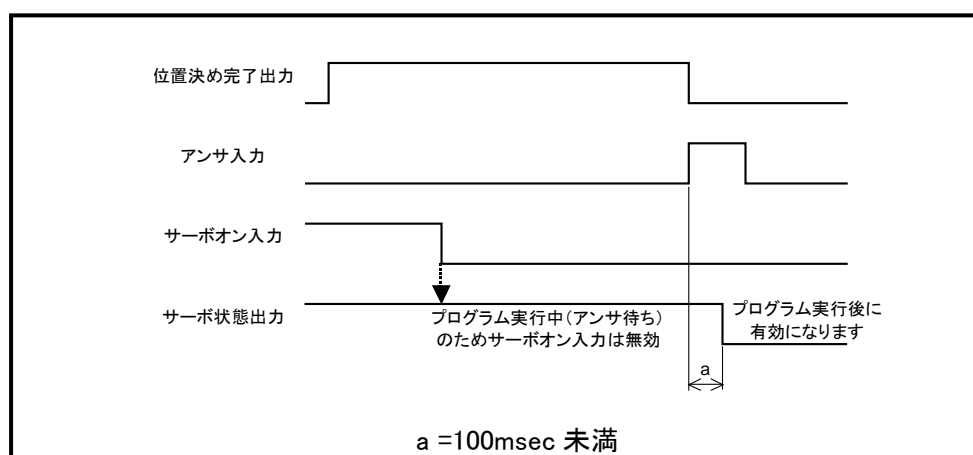 位置決め完了出力
アンサ入力
サーボオン入力
サーボ状態出力
プログラム実行中(アンサ待ち)
のためサーボオン入力は無効
プログラム実行後に
有効になります
a
a =100msec 未満